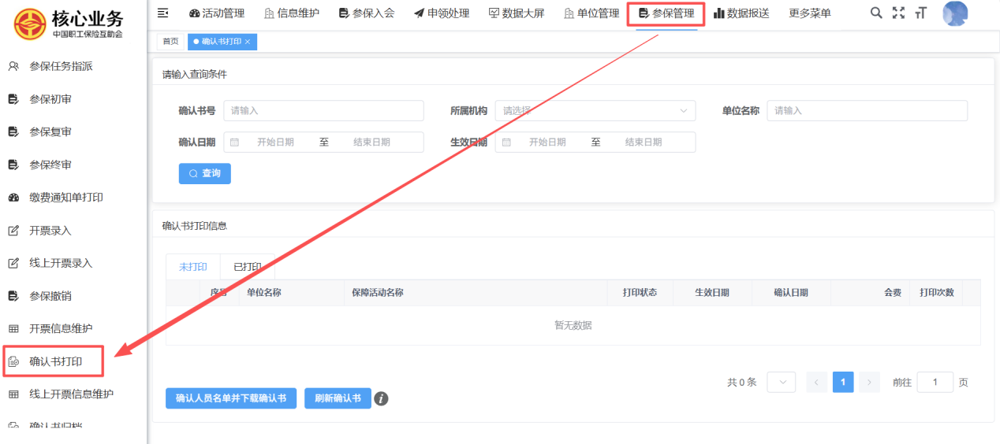 核心业务
中国职工保险互助会
活动管理 信息维护 参保入会 申领处理 数据大屏 单位管理 参保管理 数据报送 更多菜单
首页 确认书打印 ×
参保任务指派
参保初审
参保复审
参保终审
缴费通知单打印
开票录入
线上开票录入
参保撤销
开票信息维护
确认书打印
线上开票信息维护
确认书归档
请输入查询条件
确认书号 请输入 所属机构 请选择 单位名称 请输入
确认日期 开始日期 至 结束日期 生效日期 开始日期 至 结束日期
查询
确认书打印信息
未打印 已打印
序号 单位名称 保障活动名称 打印状态 生效日期 确认日期 会费 打印次数
暂无数据
共 0 条 < 1 > 前往 1 页
确认人员名单并下载确认书 刷新确认书 i